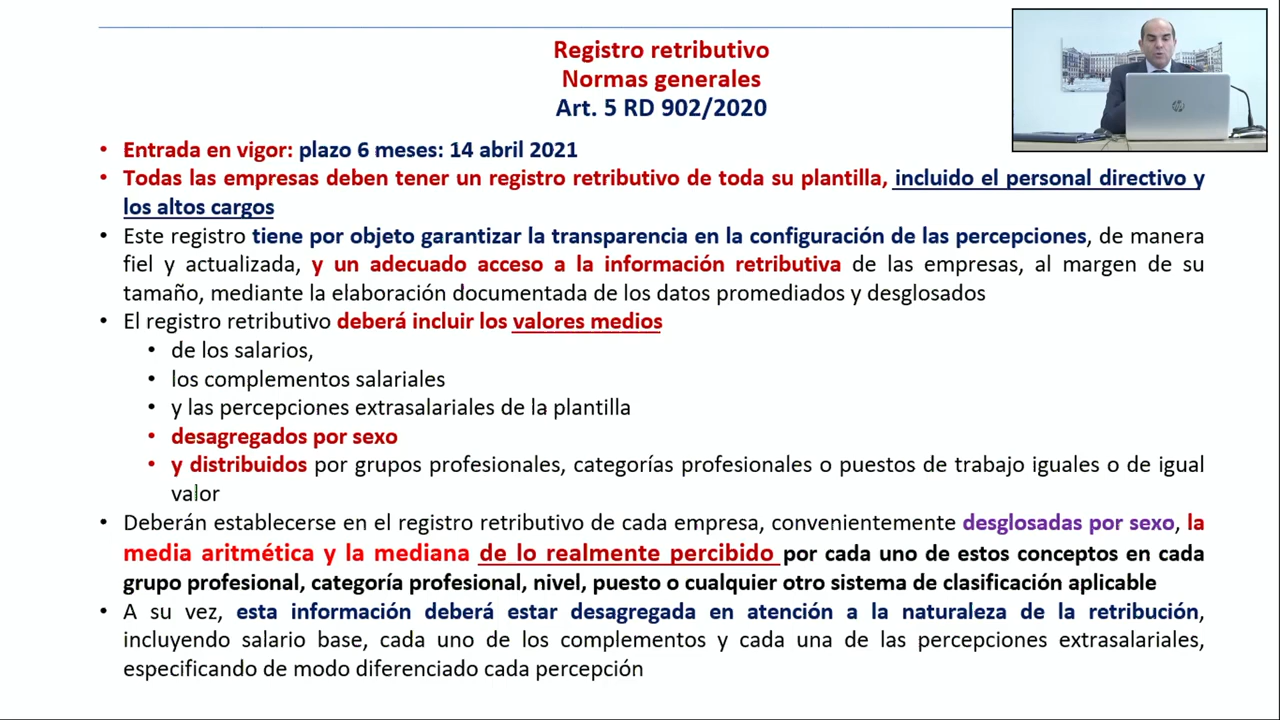 Registro retributivo
Normas generales
Art. 5 RD 902/2020
• Entrada en vigor: plazo 6 meses: 14 abril 2021
• Todas las empresas deben tener un registro retributivo de toda su plantilla, incluido el personal directivo y
los altos cargos
• Este registro tiene por objeto garantizar la transparencia en la configuración de las percepciones, de manera
fiel y actualizada, y un adecuado acceso a la información retributiva de las empresas, al margen de su
tamaño, mediante la elaboración documentada de los datos promediados y desglosados
• El registro retributivo deberá incluir los valores medios
• de los salarios,
• los complementos salariales
• y las percepciones extrasalariales de la plantilla
• desagregados por sexo
• y distribuidos por grupos profesionales, categorías profesionales o puestos de trabajo iguales o de igual
valor
• Deberán establecerse en el registro retributivo de cada empresa, convenientemente desglosadas por sexo, la
media aritmética y la mediana de lo realmente percibido por cada uno de estos conceptos en cada
grupo profesional, categoría profesional, nivel, puesto o cualquier otro sistema de clasificación aplicable
• A su vez, esta información deberá estar desagregada en atención a la naturaleza de la retribución,
incluyendo salario base, cada uno de los complementos y cada una de las percepciones extrasalariales,
especificando de modo diferenciado cada percepción
hp